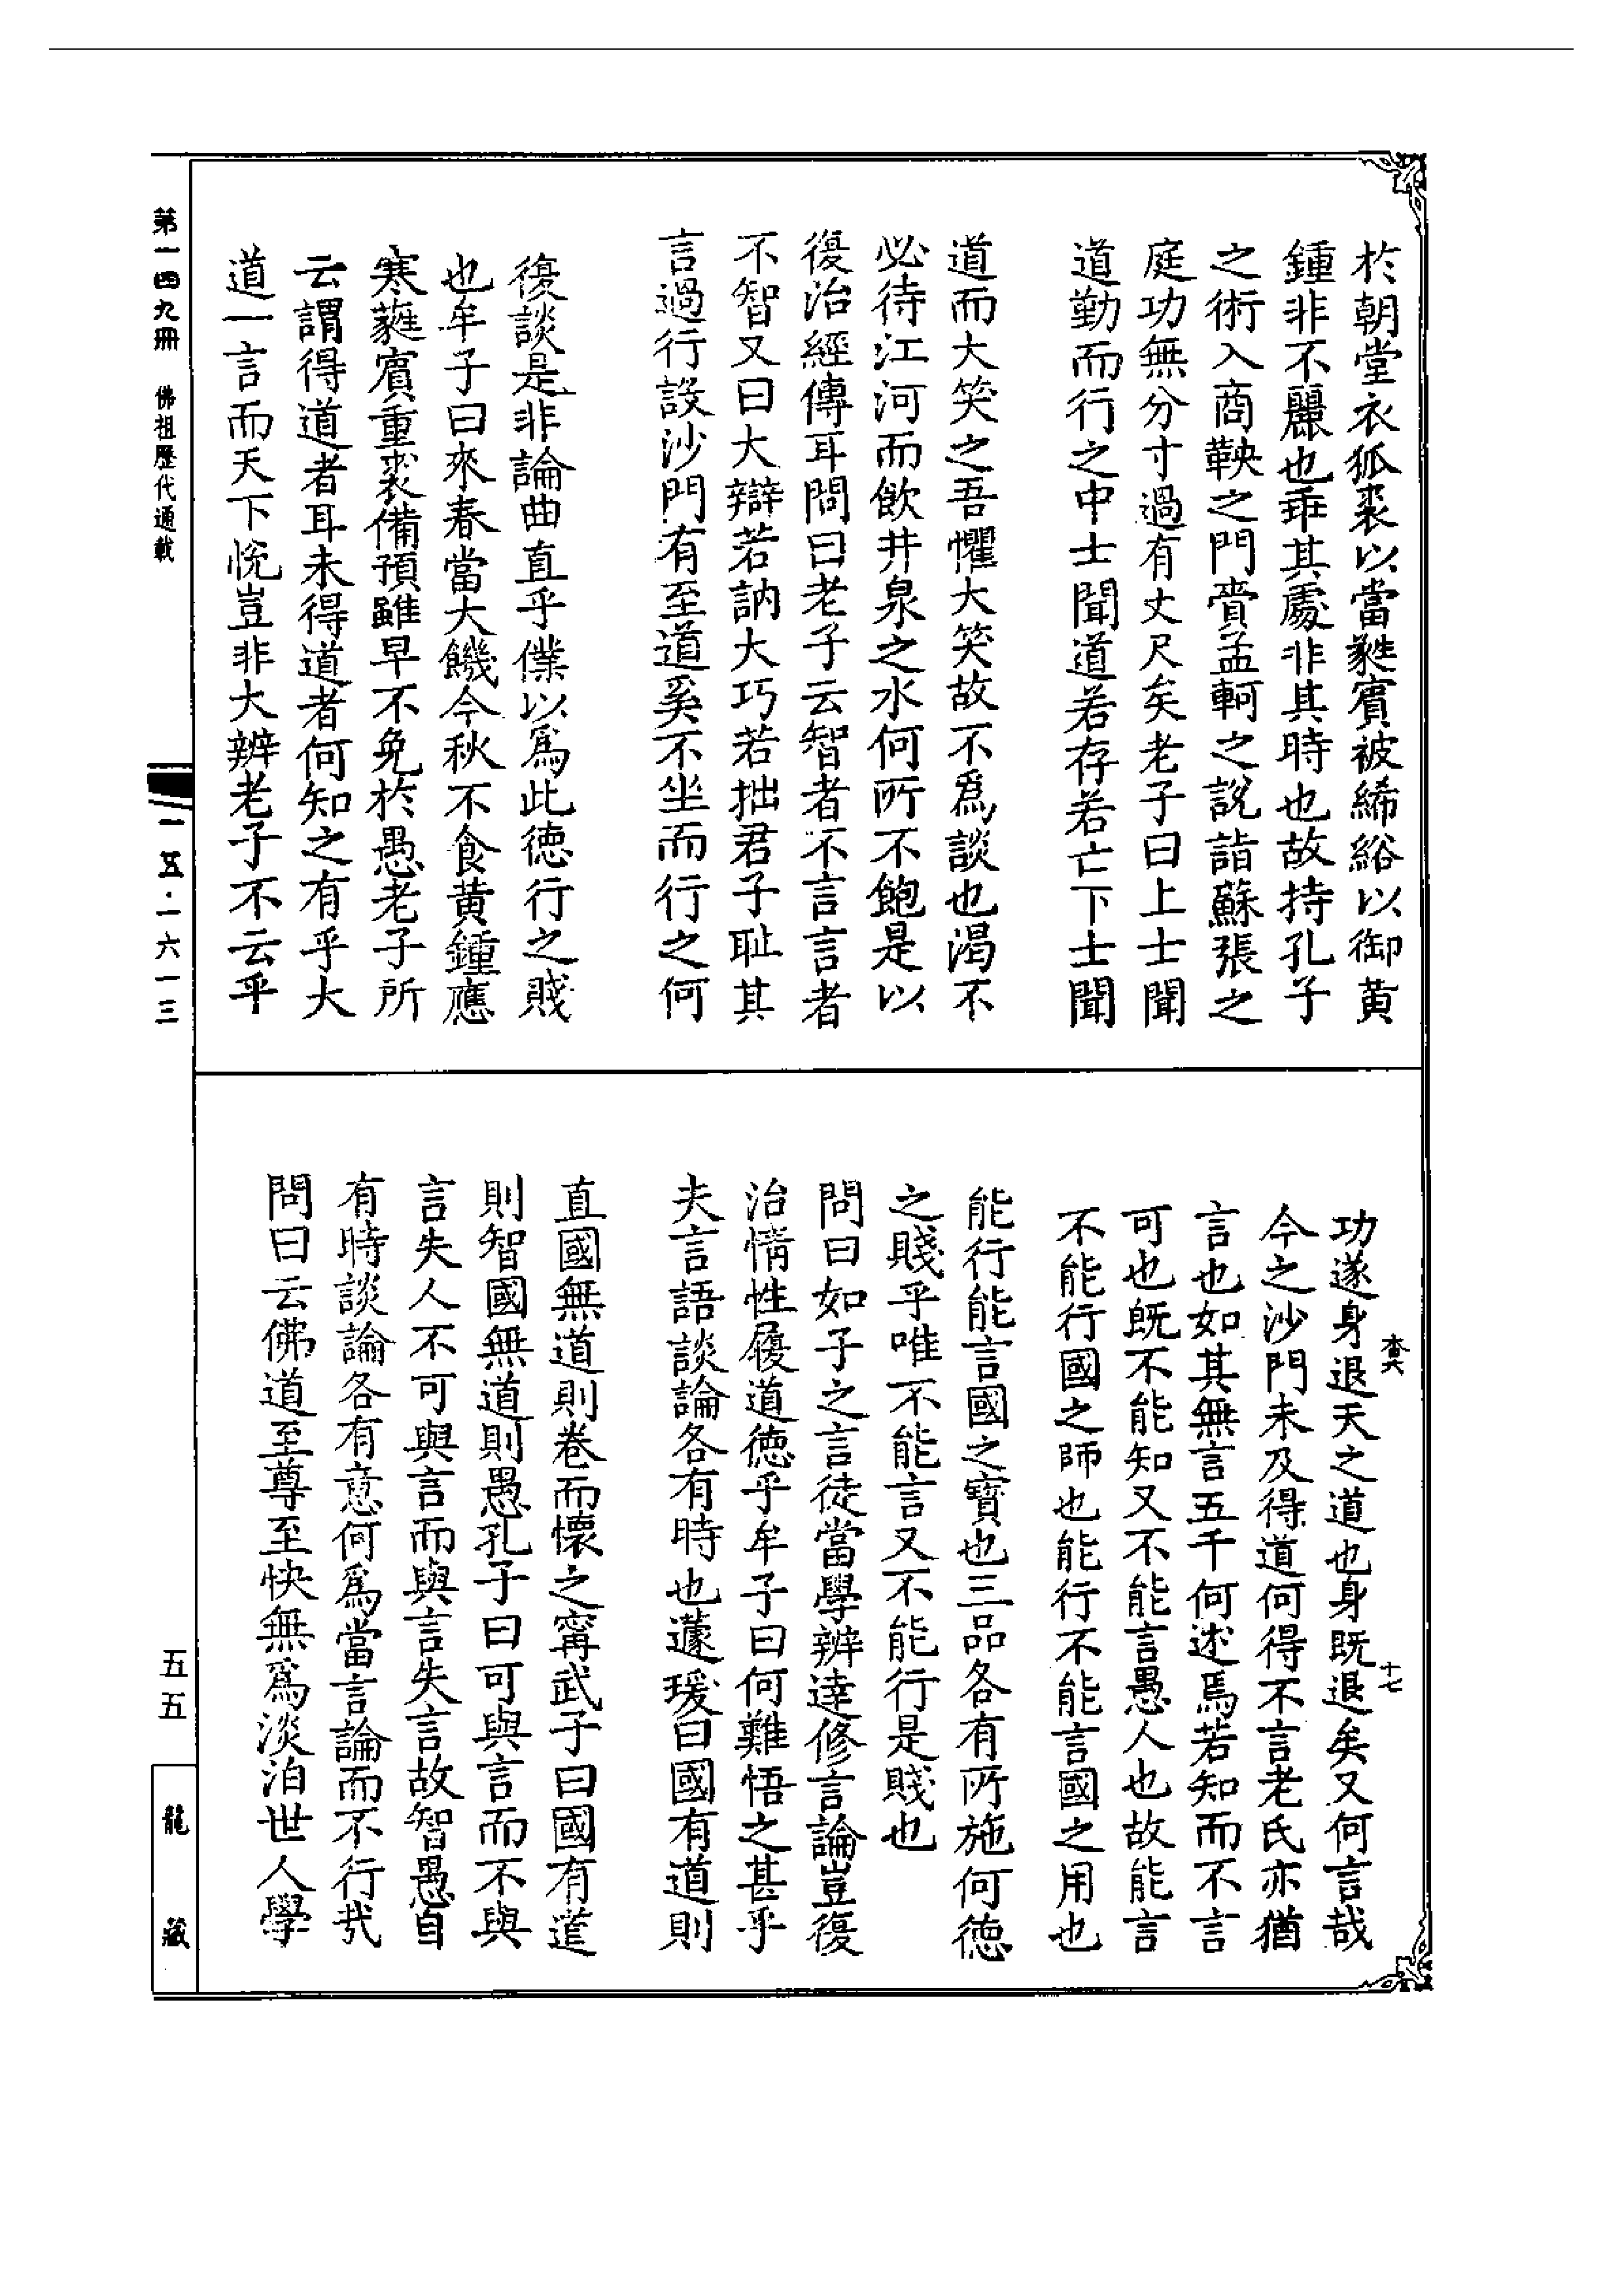 於朝堂衣狐裘以當蕤賓被絺綌以御黃
鍾非不麗也乖其處非其時也故持孔子
之術入商鞅之門賷孟軻之說詣蘇張之
庭功無分寸過有丈尺矣老子曰上士聞
道勤而行之中士聞道若存若亡下士聞
道而大笑之吾懼大笑故不爲談也渴不
必待江河而飲井泉之水何所不飽是以
復治經傳耳問曰老子云智者不言言者
不智又曰大辯若訥大巧若拙君子耻其
言過行設沙門有至道奚不坐而行之何
復談是非論曲直乎僕以爲此德行之賤
也牟子曰來春當大饑今秋不食黃鍾應
寒蕤賓重裘備預雖早不免於愚老子所
云謂得道者耳未得道者何知之有乎大
道一言而天下悅豈非大辨老子不云乎
功遂身退天之道也身既退矣又何言哉
今之沙門未及得道何得不言老氏亦猶
言也如其無言五千何述焉若知而不言
可也既不能知又不能言愚人也故能言
不能行國之師也能行不能言國之用也
能行能言國之寶也三品各有所施何德
之賤乎唯不能言又不能行是賤也
問曰如子之言徒當學辨達修言論豈復
治情性履道德乎牟子曰何難悟之甚乎
夫言語談論各有時也蘧瑗曰國有道則
直國無道則卷而懷之甯武子曰國有道
則智國無道則愚孔子曰可與言而不與
言失人不可與言而與言失言故智愚自
有時談論各有意何爲當言論而不行哉
問曰云佛道至尊至快無爲淡泊世人學
十七
第一四九冊　佛祖歷代通載
一一五·一六一三
五五
龍藏